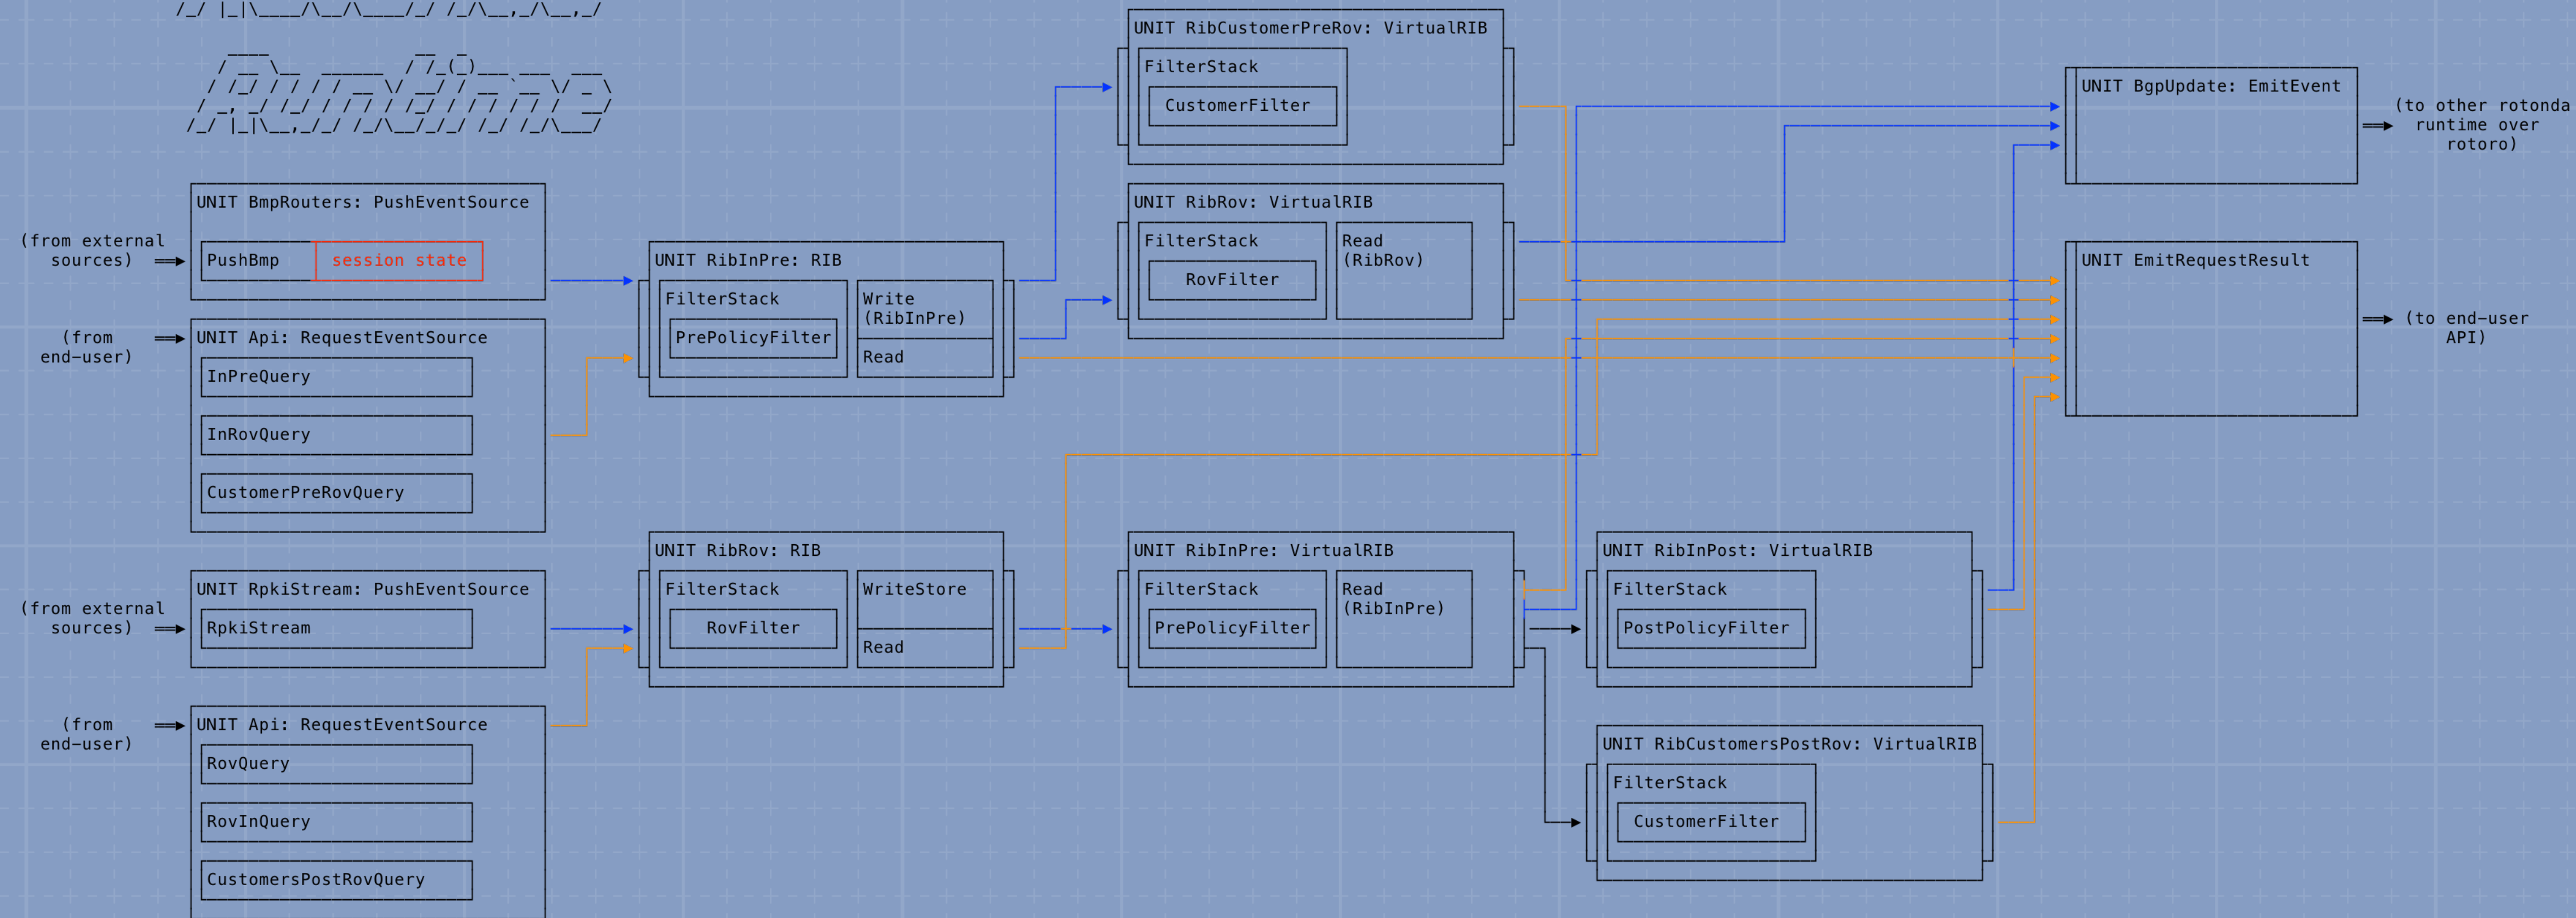 Runtime
UNIT BmpRouters: PushEventSource
(from external
sources)
PushBmp
session state
(from
end-user)
UNIT Api: RequestEventSource
InPreQuery
InRovQuery
CustomerPreRovQuery
(from external
sources)
UNIT RpkiStream: PushEventSource
RpkiStream
(from
end-user)
UNIT Api: RequestEventSource
RovQuery
RovInQuery
CustomersPostRovQuery
UNIT RibInPre: RIB
FilterStack
PrePolicyFilter
Write
(RibInPre)
Read
UNIT RibRov: RIB
FilterStack
RovFilter
WriteStore
Read
UNIT RibCustomerPreRov: VirtualRIB
FilterStack
CustomerFilter
UNIT RibRov: VirtualRIB
FilterStack
RovFilter
Read
(RibRov)
UNIT RibInPre: VirtualRIB
FilterStack
PrePolicyFilter
Read
(RibInPre)
UNIT RibInPost: VirtualRIB
FilterStack
PostPolicyFilter
UNIT RibCustomersPostRov: VirtualRIB
FilterStack
CustomerFilter
UNIT BgpUpdate: EmitEvent
(to other rotonda
runtime over
rotoro)
UNIT EmitRequestResult
(to end-user
API)